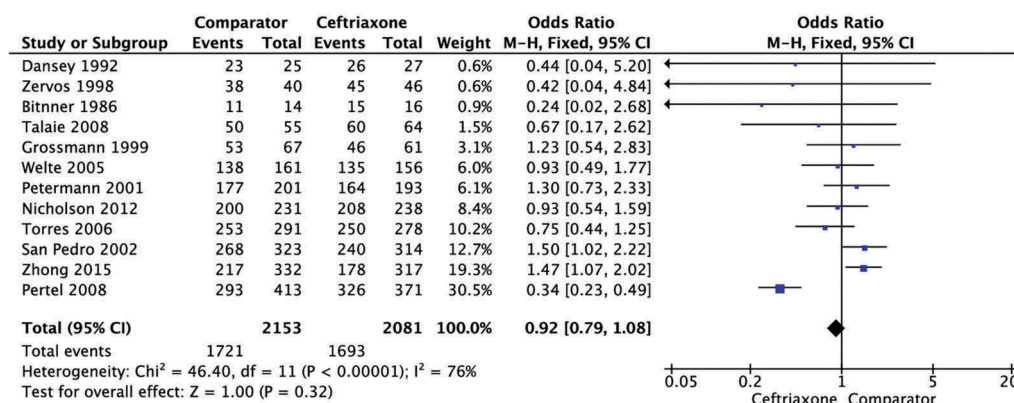 Comparator Ceftriaxone Odds Ratio Odds Ratio
Study or Subgroup Events Total Events Total Weight M-H, Fixed, 95% CI M-H, Fixed, 95% CI
Dansey 1992 23 25 26 27 0.6% 0.44 [0.04, 5.20]
Zervos 1998 38 40 45 46 0.6% 0.42 [0.04, 4.84]
Bitnner 1986 11 14 15 16 0.9% 0.24 [0.02, 2.68]
Talaie 2008 50 55 60 64 1.5% 0.67 [0.17, 2.62]
Grossmann 1999 53 67 46 61 3.1% 1.23 [0.54, 2.83]
Welte 2005 138 161 135 156 6.0% 0.93 [0.49, 1.77]
Petermann 2001 177 201 164 193 6.1% 1.30 [0.73, 2.33]
Nicholson 2012 200 231 208 238 8.4% 0.93 [0.54, 1.59]
Torres 2006 253 291 250 278 10.2% 0.75 [0.44, 1.25]
San Pedro 2002 268 323 240 314 12.7% 1.50 [1.02, 2.22]
Zhong 2015 217 332 178 317 19.3% 1.47 [1.07, 2.02]
Pertel 2008 293 413 326 371 30.5% 0.34 [0.23, 0.49]
Total (95% CI) 2153 2081 100.0% 0.92 [0.79, 1.08]
Total events 1721 1693
Heterogeneity: Chi² = 46.40, df = 11 (P < 0.00001); I² = 76%
Test for overall effect: Z = 1.00 (P = 0.32)
0.05 0.2 1 5 20
Ceftriaxone Comparator